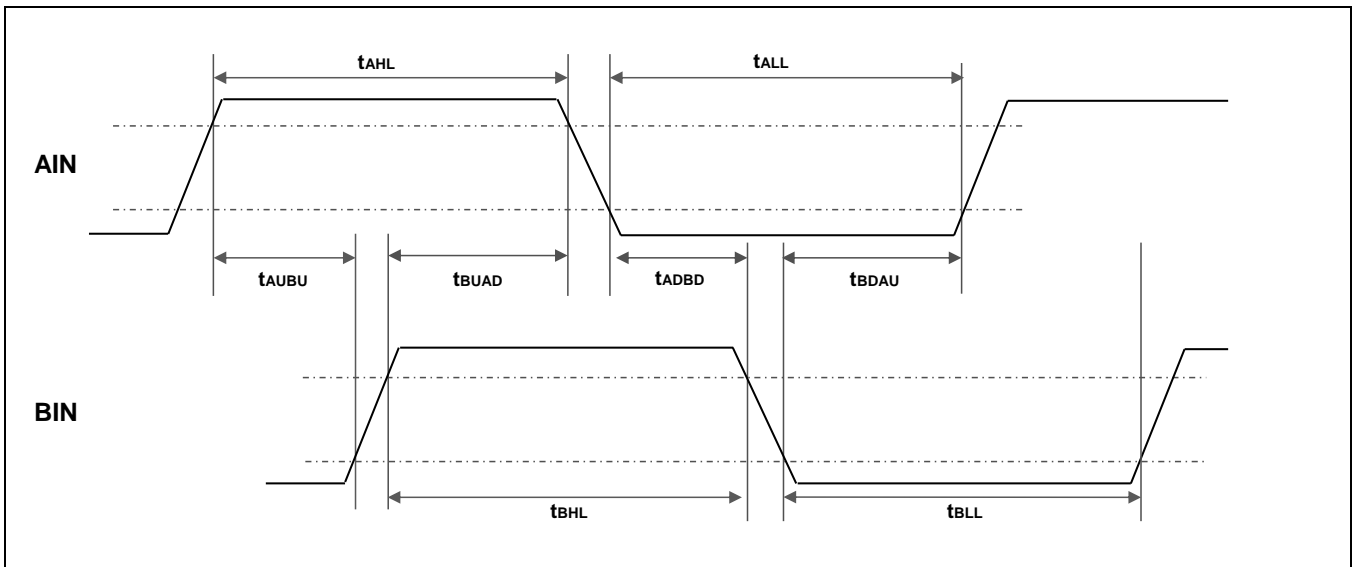 tAHL
tALL
AIN
tAUBU
tBUAD
tADBD
tBDAU
BIN
tBHL
tBLL